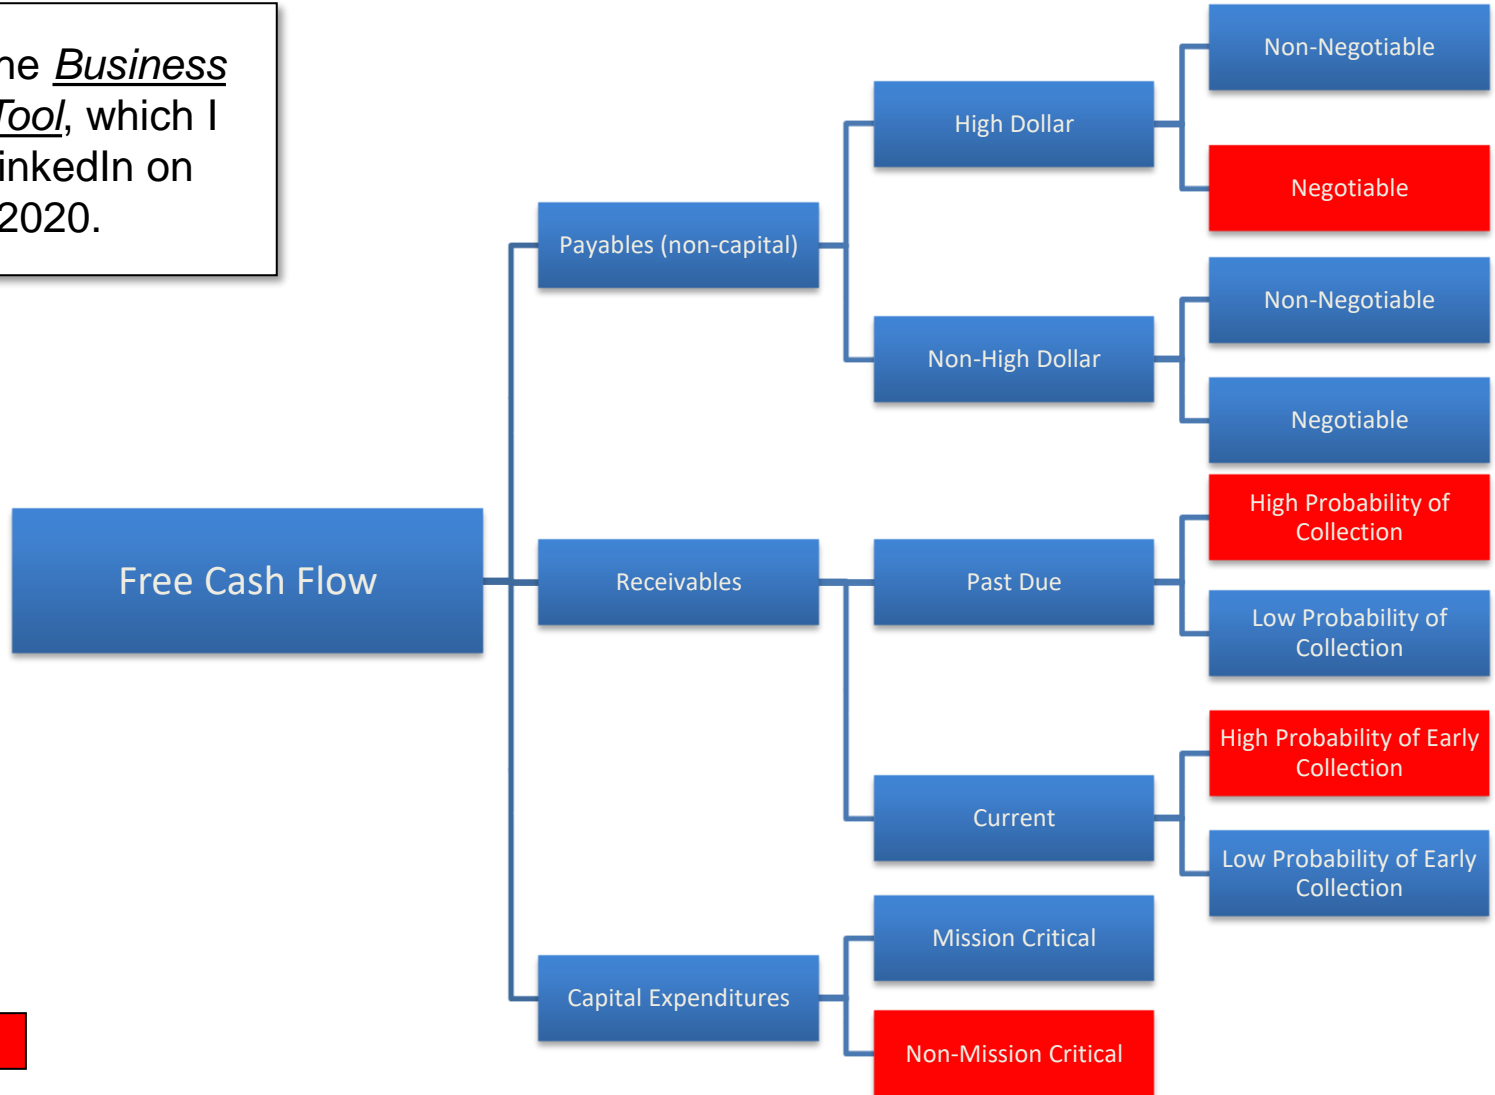 Business
Tool, which I
LinkedIn on
2020.
Free Cash Flow
Payables (non-capital)
High Dollar
Non-Negotiable
Negotiable
Non-High Dollar
Non-Negotiable
Negotiable
Receivables
Past Due
High Probability of
Collection
Low Probability of
Collection
Current
High Probability of Early
Collection
Low Probability of Early
Collection
Capital Expenditures
Mission Critical
Non-Mission Critical